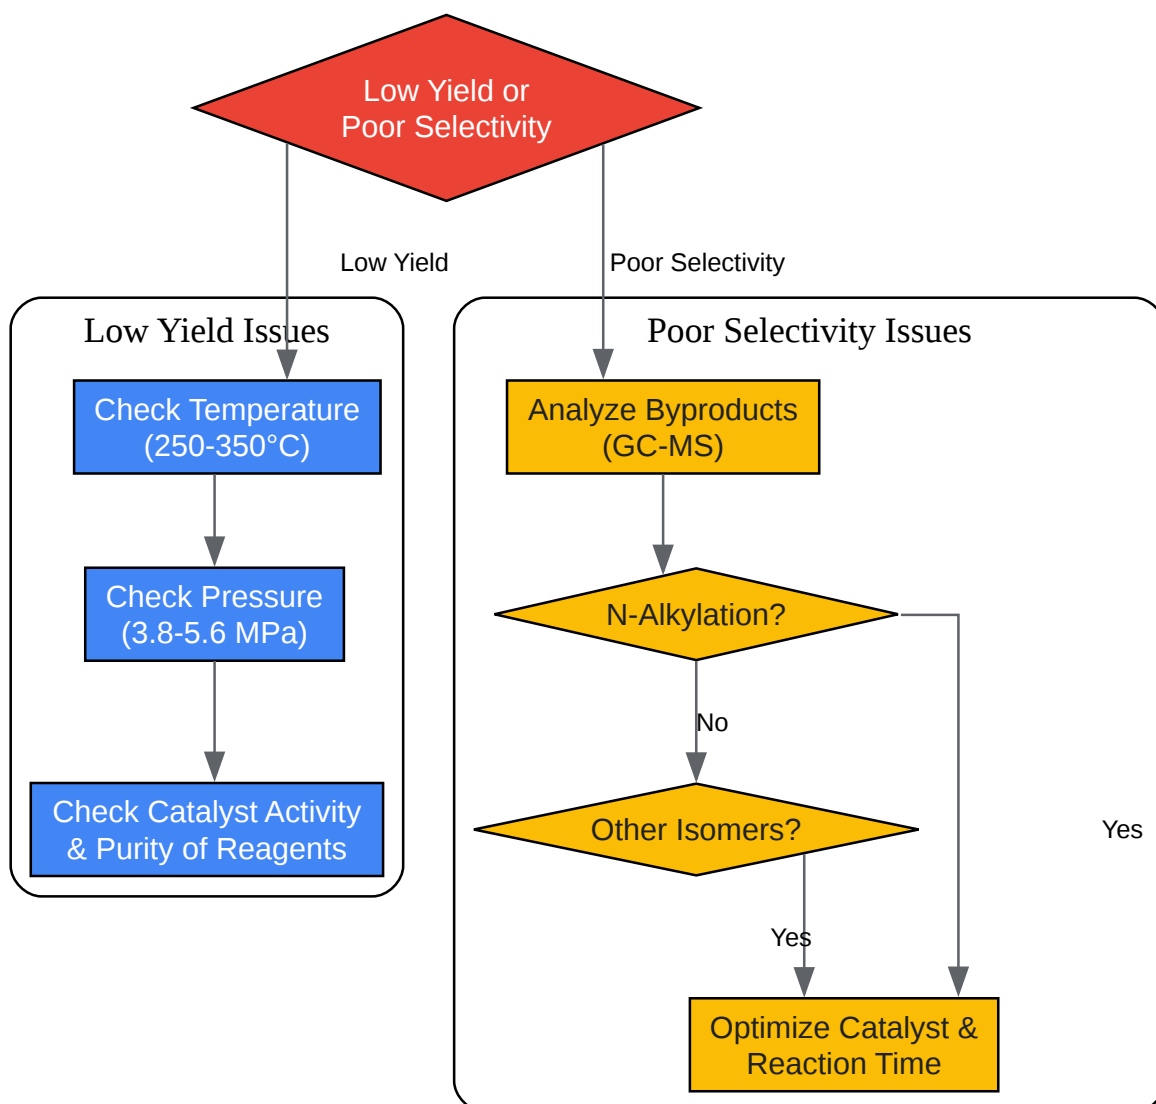 Low Yield or
Poor Selectivity
Low Yield
Poor Selectivity
Low Yield Issues
Check Temperature
(250-350°C)
Check Pressure
(3.8-5.6 MPa)
Check Catalyst Activity
& Purity of Reagents
Poor Selectivity Issues
Analyze Byproducts
(GC-MS)
N-Alkylation?
No
Other Isomers?
Yes
Yes
Optimize Catalyst &
Reaction Time